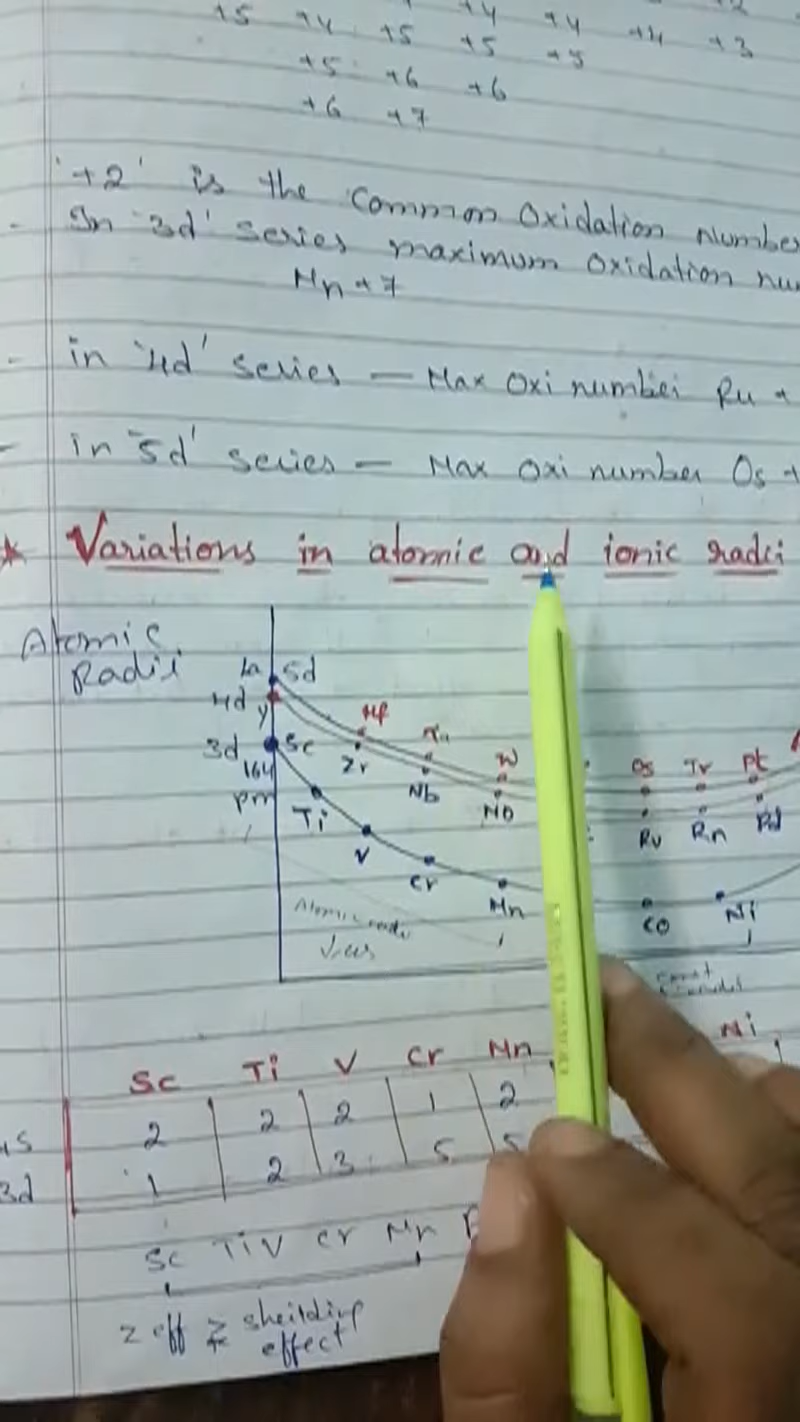 +5 +4 +5 +4 +4
+5 +4 +3
+5 +6 +6 +5
+6 +7
'+2' is the Common Oxidation Number
- In '3d' series maximum oxidation nu
Mn +7
- in '4d' series — Max Oxi number Ru +
- in '5d' series — Max Oxi number Os +
* Variations in atomic and ionic radii
Atomic
Radii
La 5d
4d y
3d Sc
164
pm
Hf
Zr Nb W Mo
Os Ir Pt
Ru Rn Pd
Ti V Cr Mn Co Ni
Sc Ti V Cr Mn Ni
4s 2 2 2 1 2
3d 1 2 3 5 5
Sc Ti V Cr Mn
Z eff ≥ sheilding
effect